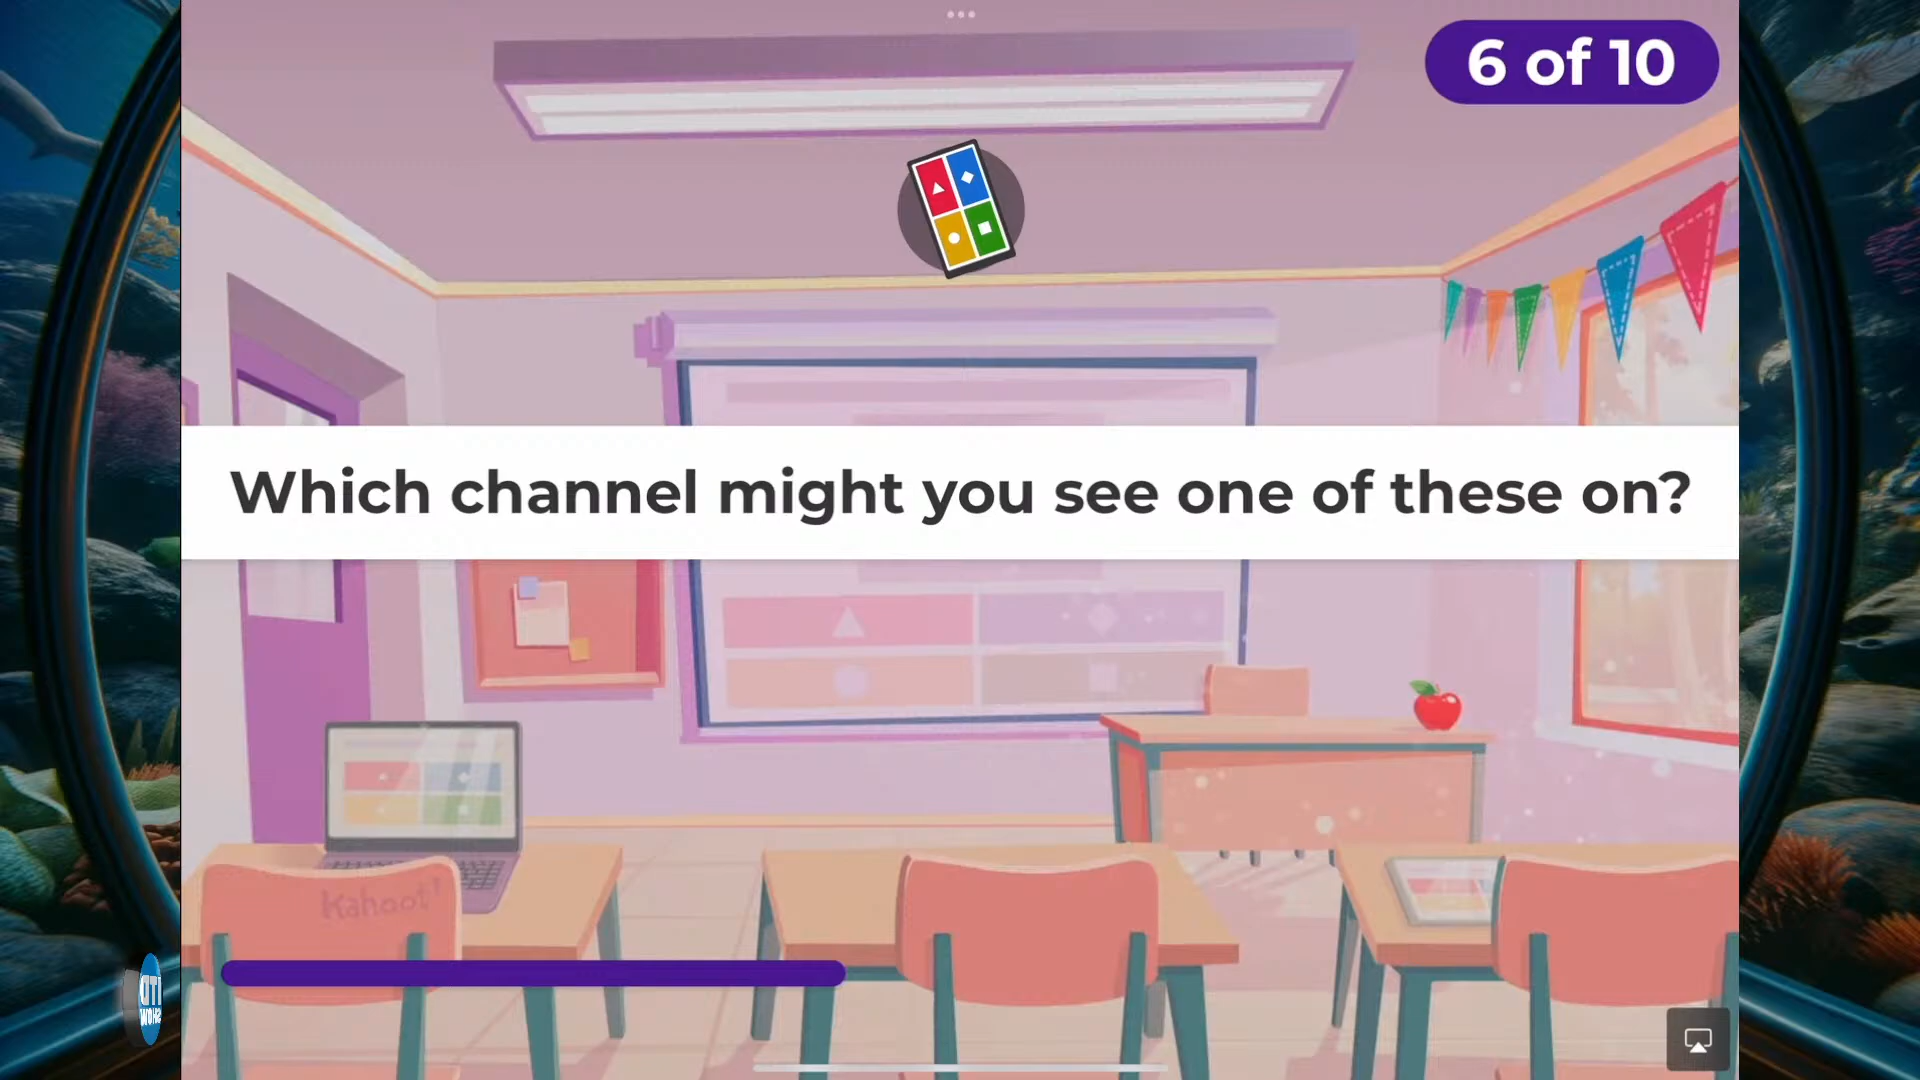 6 of 10
Which channel might you see one of these on?
Kahoot!